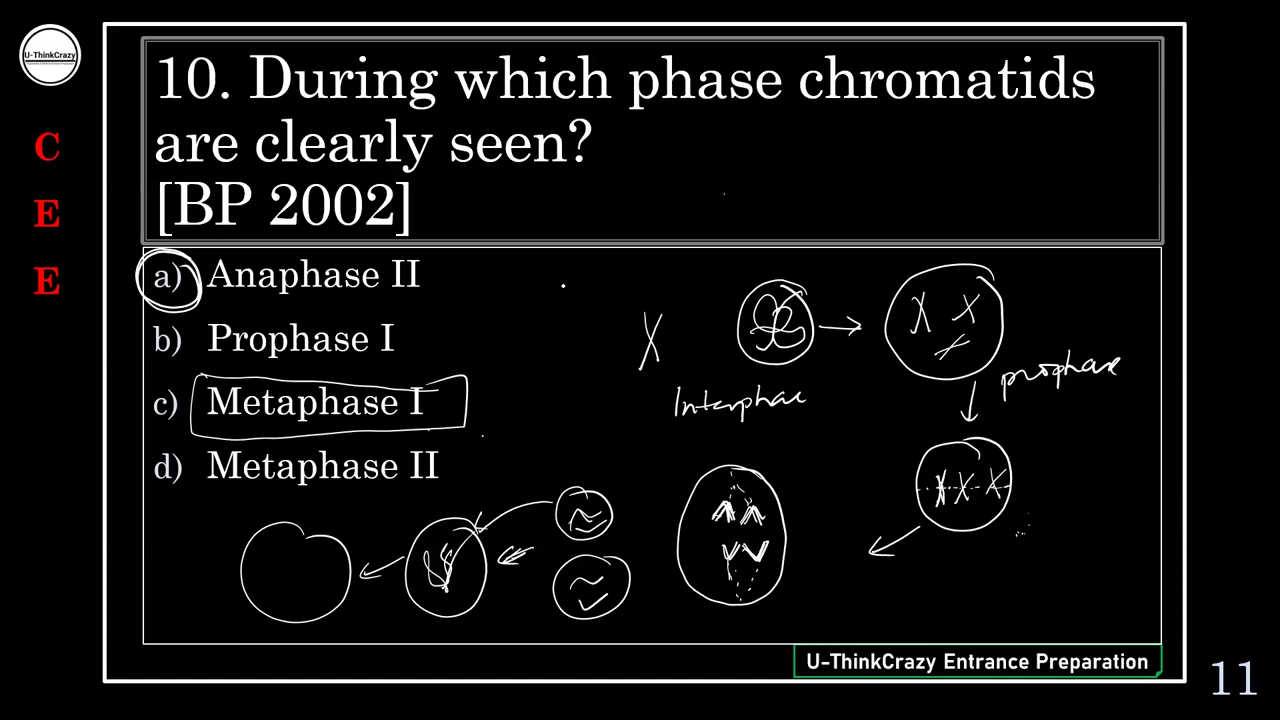 U-ThinkCrazy
C
E
E
10. During which phase chromatids
are clearly seen?
[BP 2002]
a) Anaphase II
b) Prophase I
c) Metaphase I
d) Metaphase II
Interphase
prophase
U-ThinkCrazy Entrance Preparation
11